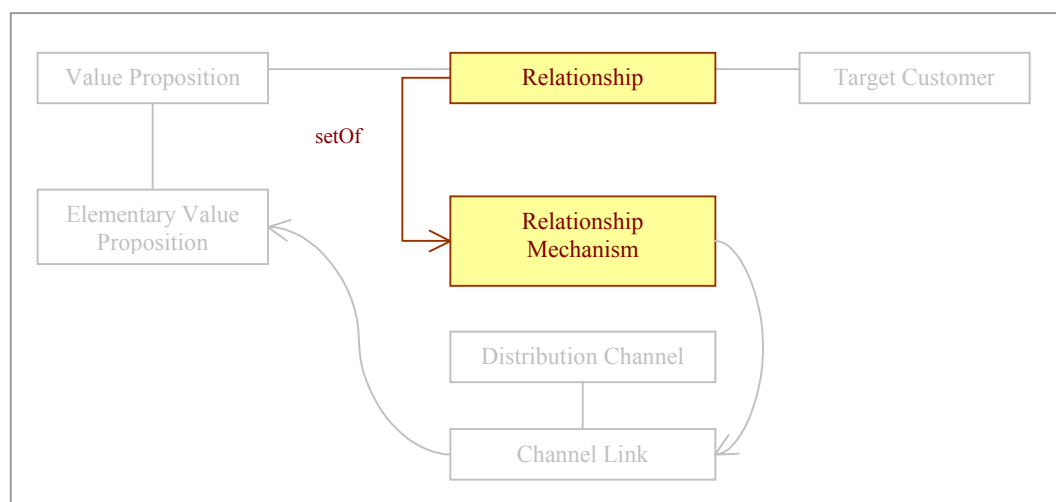 Value Proposition
Relationship
Target Customer
setOf
Elementary Value
Proposition
Relationship
Mechanism
Distribution Channel
Channel Link